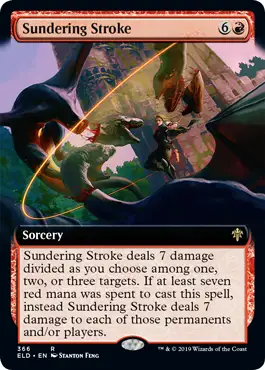 Sundering Stroke 6
Sorcery
Sundering Stroke deals 7 damage
divided as you choose among one,
two, or three targets. If at least seven
red mana was spent to cast this spell,
instead Sundering Stroke deals 7
damage to each of those permanents
and/or players.
366 R
ELD • EN STANTON FENG
™ & © 2019 Wizards of the Coast